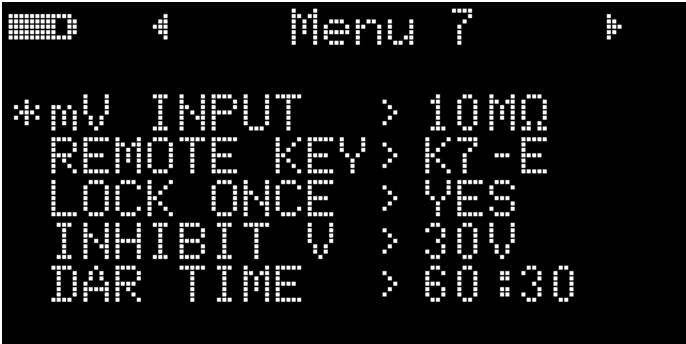 Menu 7
*mV INPUT > 10MΩ
REMOTE KEY> K7-E
LOCK ONCE > YES
INHIBIT V > 30V
DAR TIME > 60:30